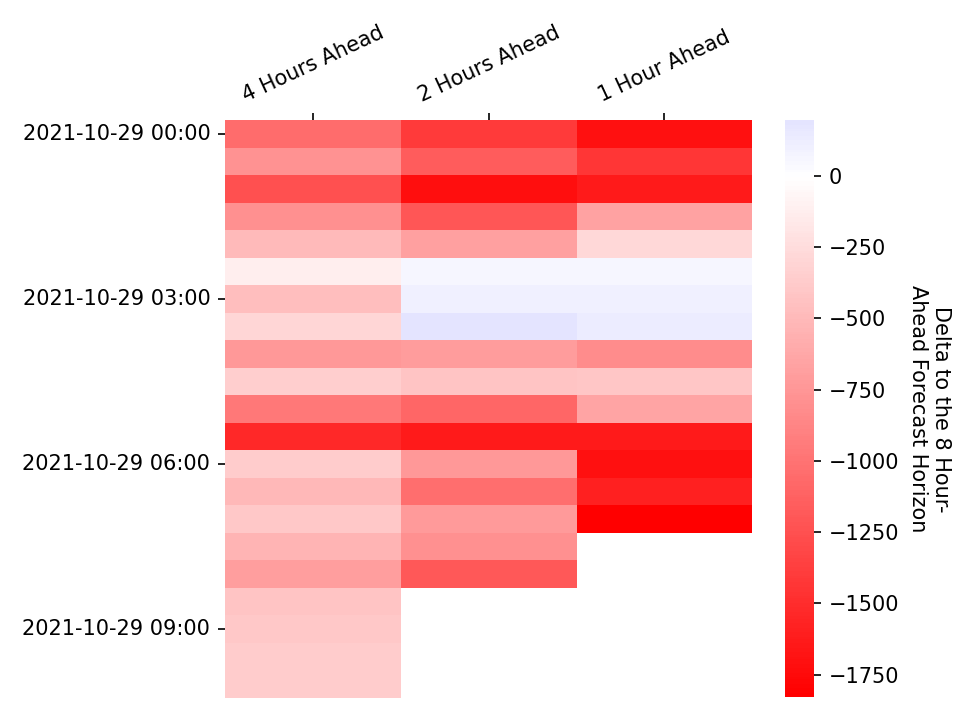 4 Hours Ahead
2 Hours Ahead
1 Hour Ahead
2021-10-29 00:00
2021-10-29 03:00
2021-10-29 06:00
2021-10-29 09:00
0
−250
−500
−750
−1000
−1250
−1500
−1750
Delta to the 8 Hour-
Ahead Forecast Horizon